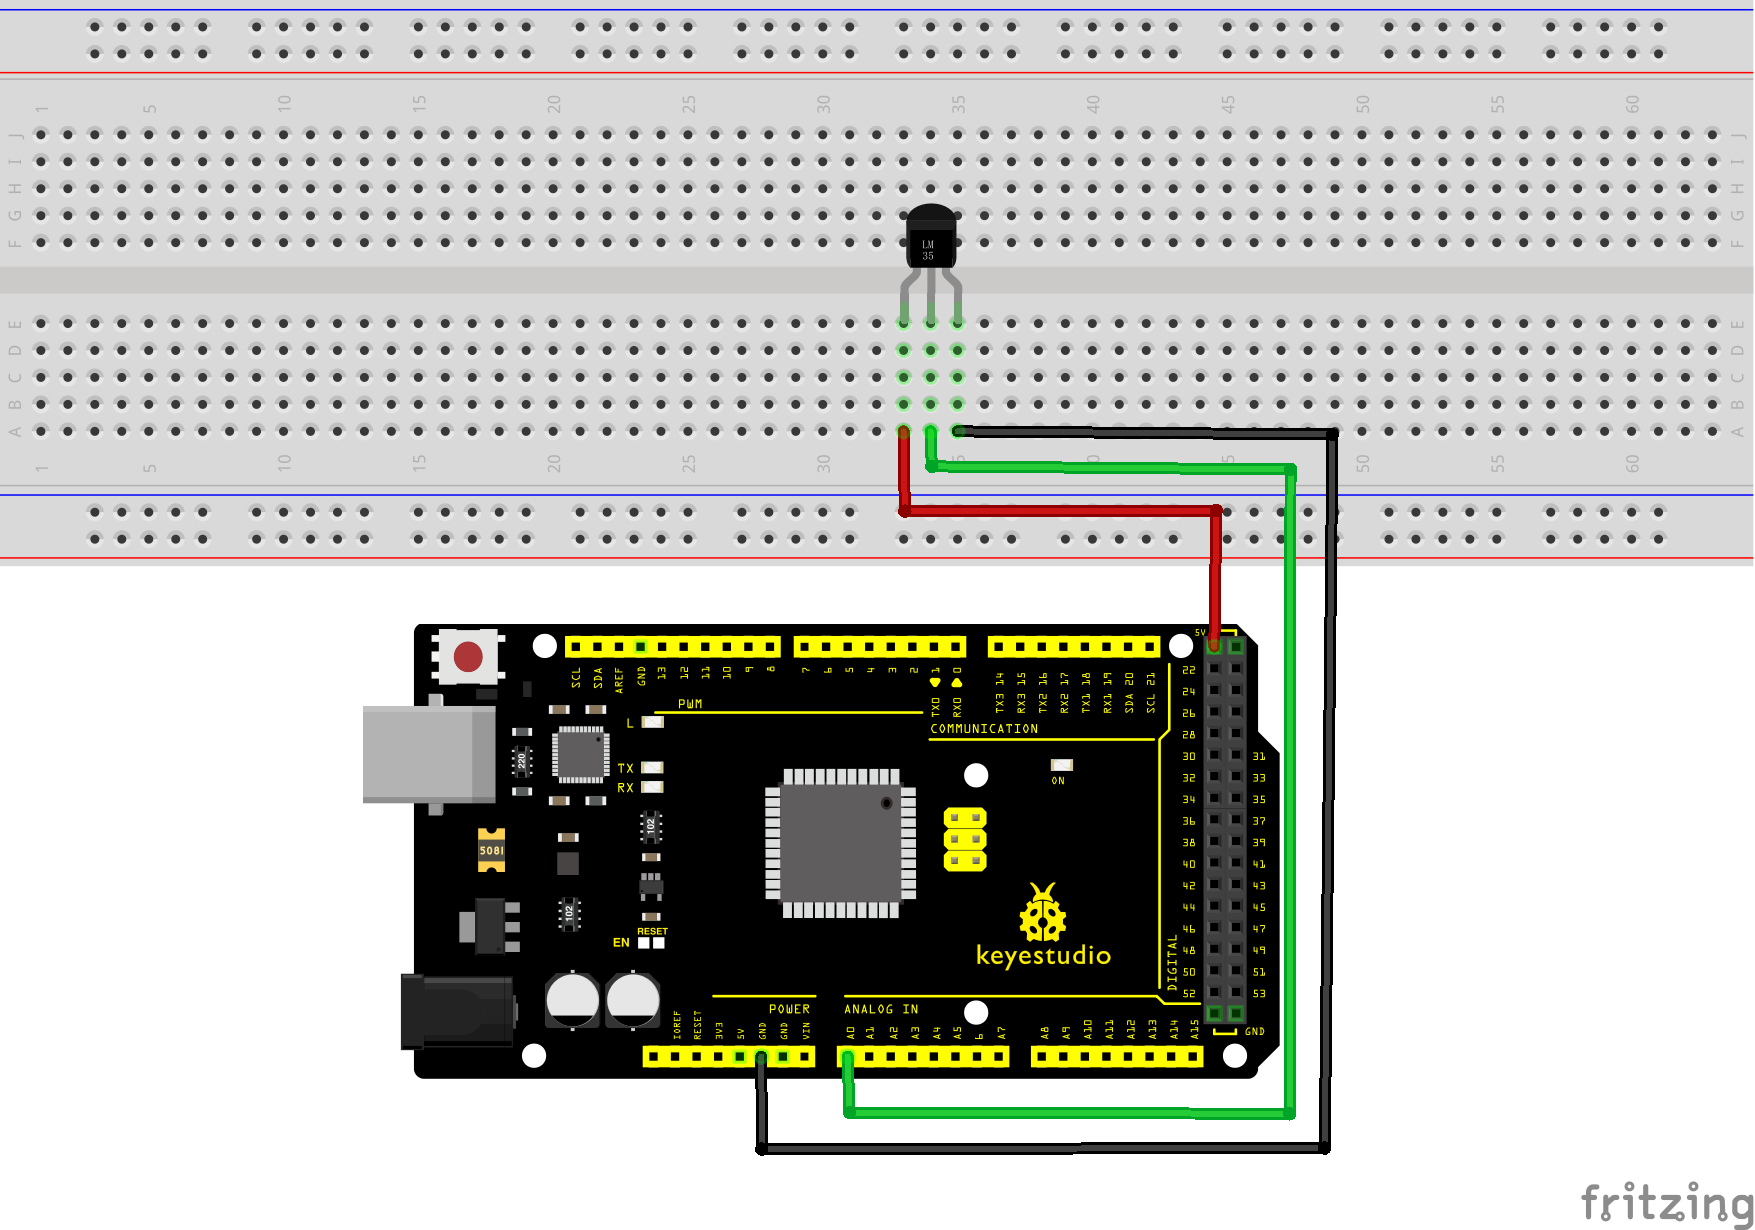 1 5 10 15 20 25 30 35 40 45 50 55 60
J J
I I
H H
G G
F F
LM
35
E E
D D
C C
B B
A A
1 5 10 15 20 25 30 50 55 60
5V
SCL SDA AREF GND 13 12 11 10 9 8 7 6 5 4 3 2 1 0 TX3 14 RX3 15 TX2 16 RX2 17 TX1 18 RX1 19 SDA 20 SCL 21
TX0 RX0
PWM
L
COMMUNICATION
TX
RX
ON
220
102
5081
102
22
24
26
28
30 31
32 33
34 35
36 37
38 39
40 41
42 43
44 45
46 47
48 49
50 51
52 53
DIGITAL
RESET
EN
keyestudio
POWER
ANALOG IN
GND
IOREF RESET 3V3 5V GND GND VIN A0 A1 A2 A3 A4 A5 6 A7 A8 A9 A10 A11 A12 A13 A14 A15
fritzing